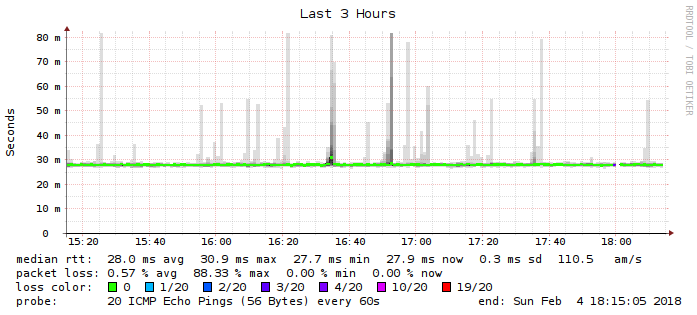 Last 3 Hours
RRDTOOL / TOBI OETIKER
Seconds
80 m
70 m
60 m
50 m
40 m
30 m
20 m
10 m
0
15:20 15:40 16:00 16:20 16:40 17:00 17:20 17:40 18:00
median rtt: 28.0 ms avg 30.9 ms max 27.7 ms min 27.9 ms now 0.3 ms sd 110.5 am/s
packet loss: 0.57 % avg 88.33 % max 0.00 % min 0.00 % now
loss color: 0 1/20 2/20 3/20 4/20 10/20 19/20
probe: 20 ICMP Echo Pings (56 Bytes) every 60s end: Sun Feb 4 18:15:05 2018